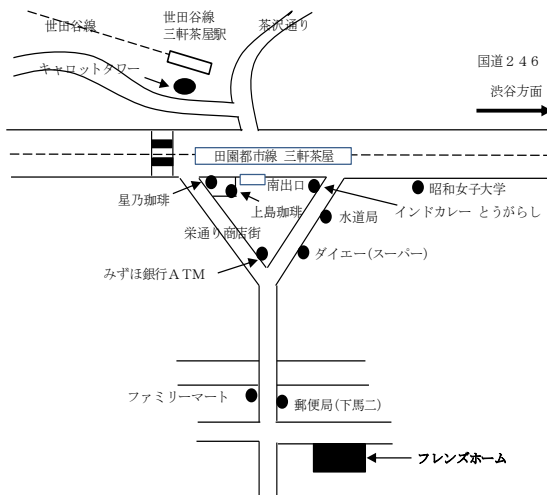 世田谷線
世田谷線
三軒茶屋駅
茶沢通り
国道２４６
キャロットタワー
渋谷方面
田園都市線 三軒茶屋
星乃珈琲
南出口
昭和女子大学
上島珈琲
インドカレー とうがらし
水道局
栄通り商店街
ダイエー(スーパー)
みずほ銀行ＡＴＭ
ファミリーマート
郵便局(下馬二)
フレンズホーム